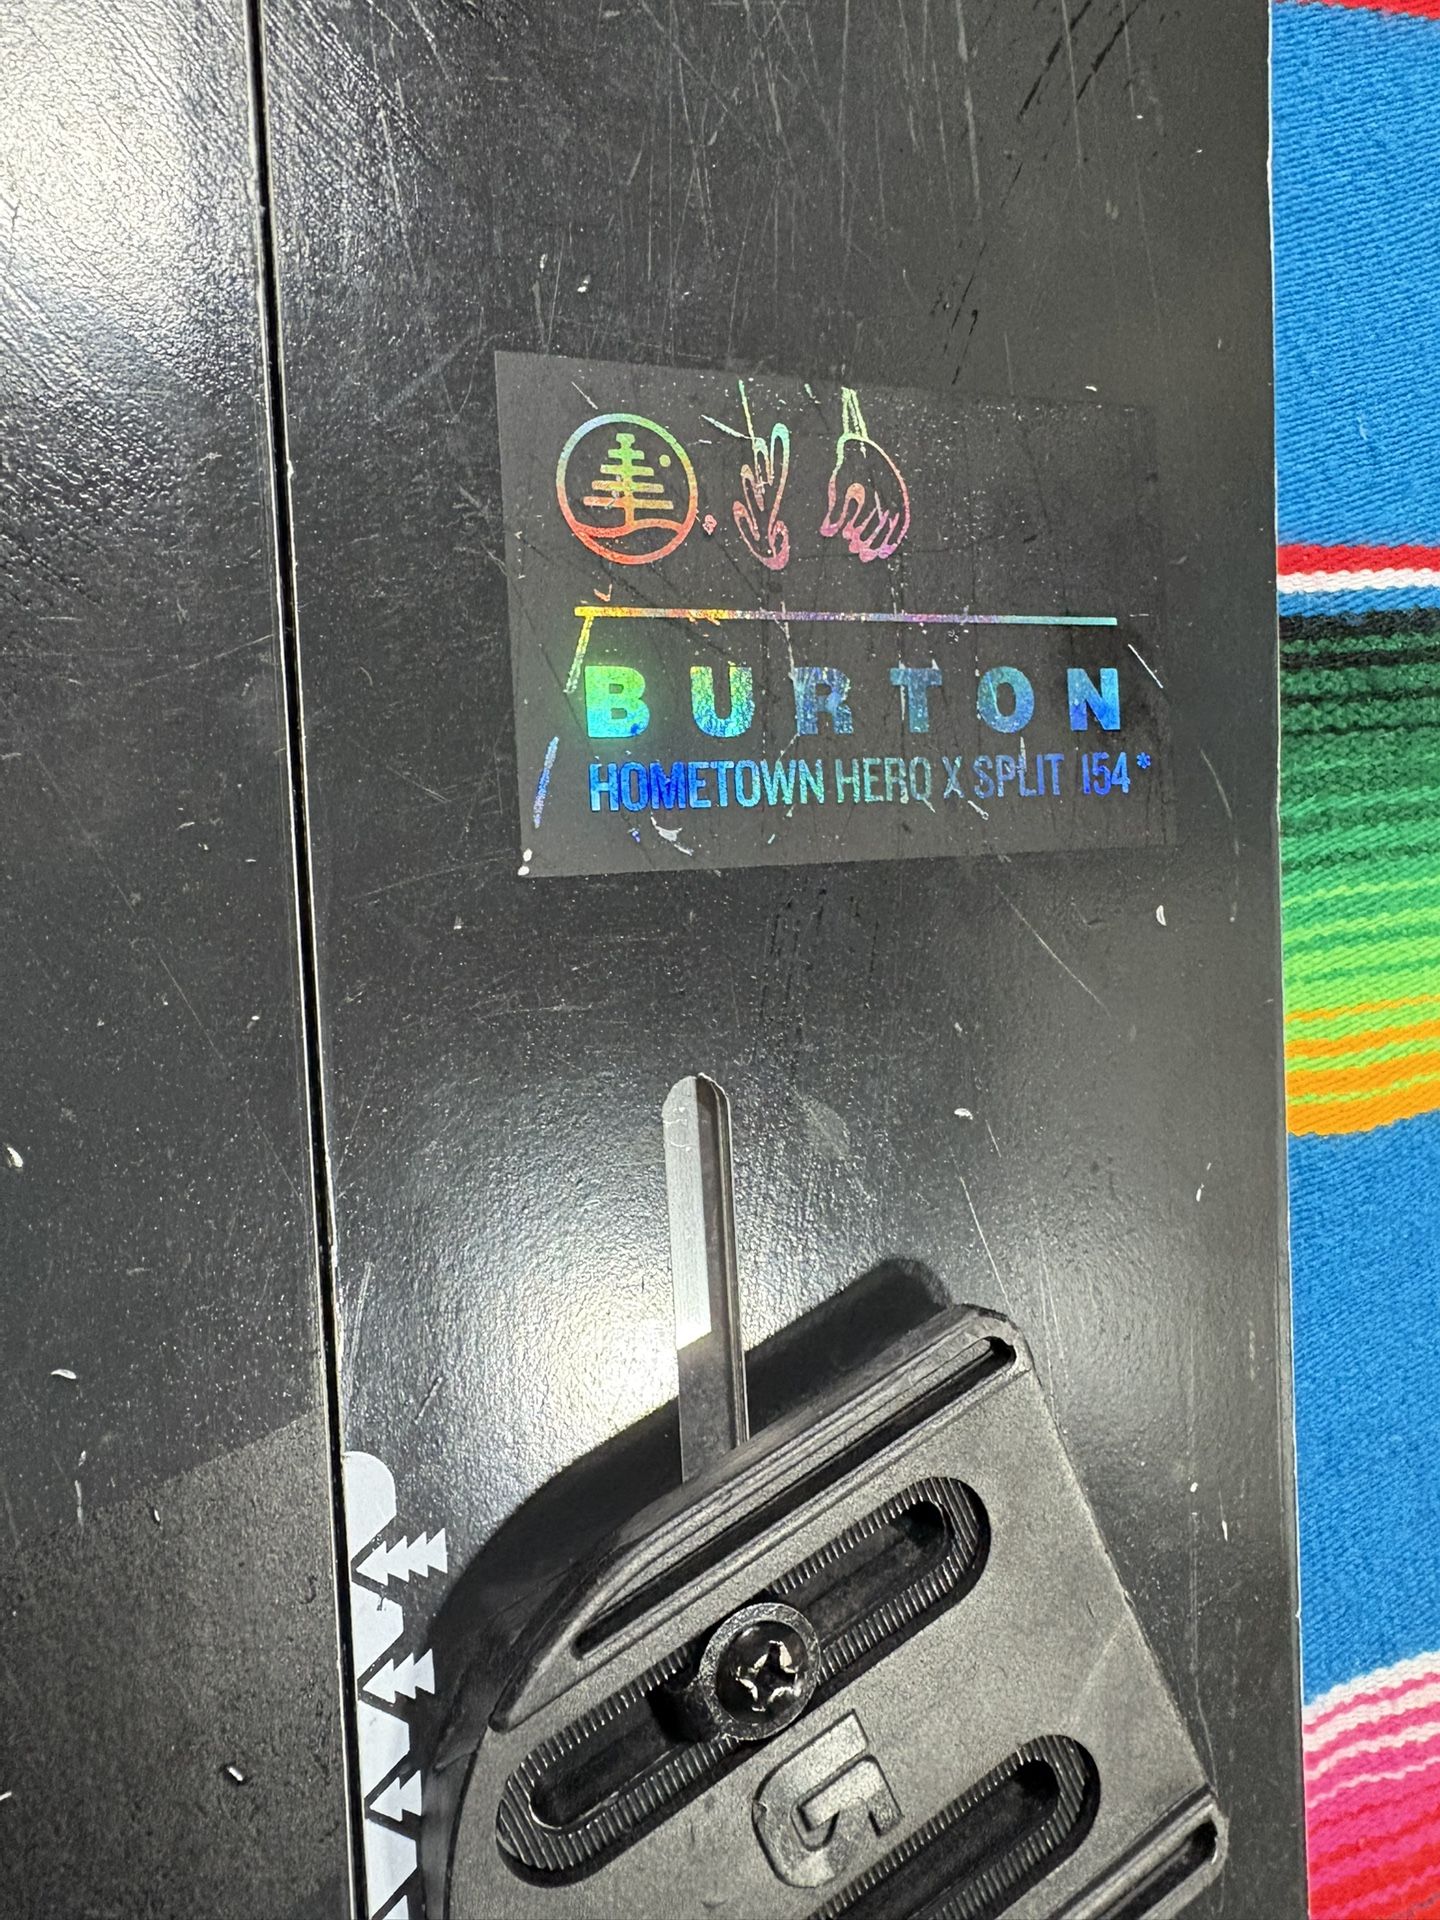 BURTON
HOMETOWN HERO X SPLIT 154*
G